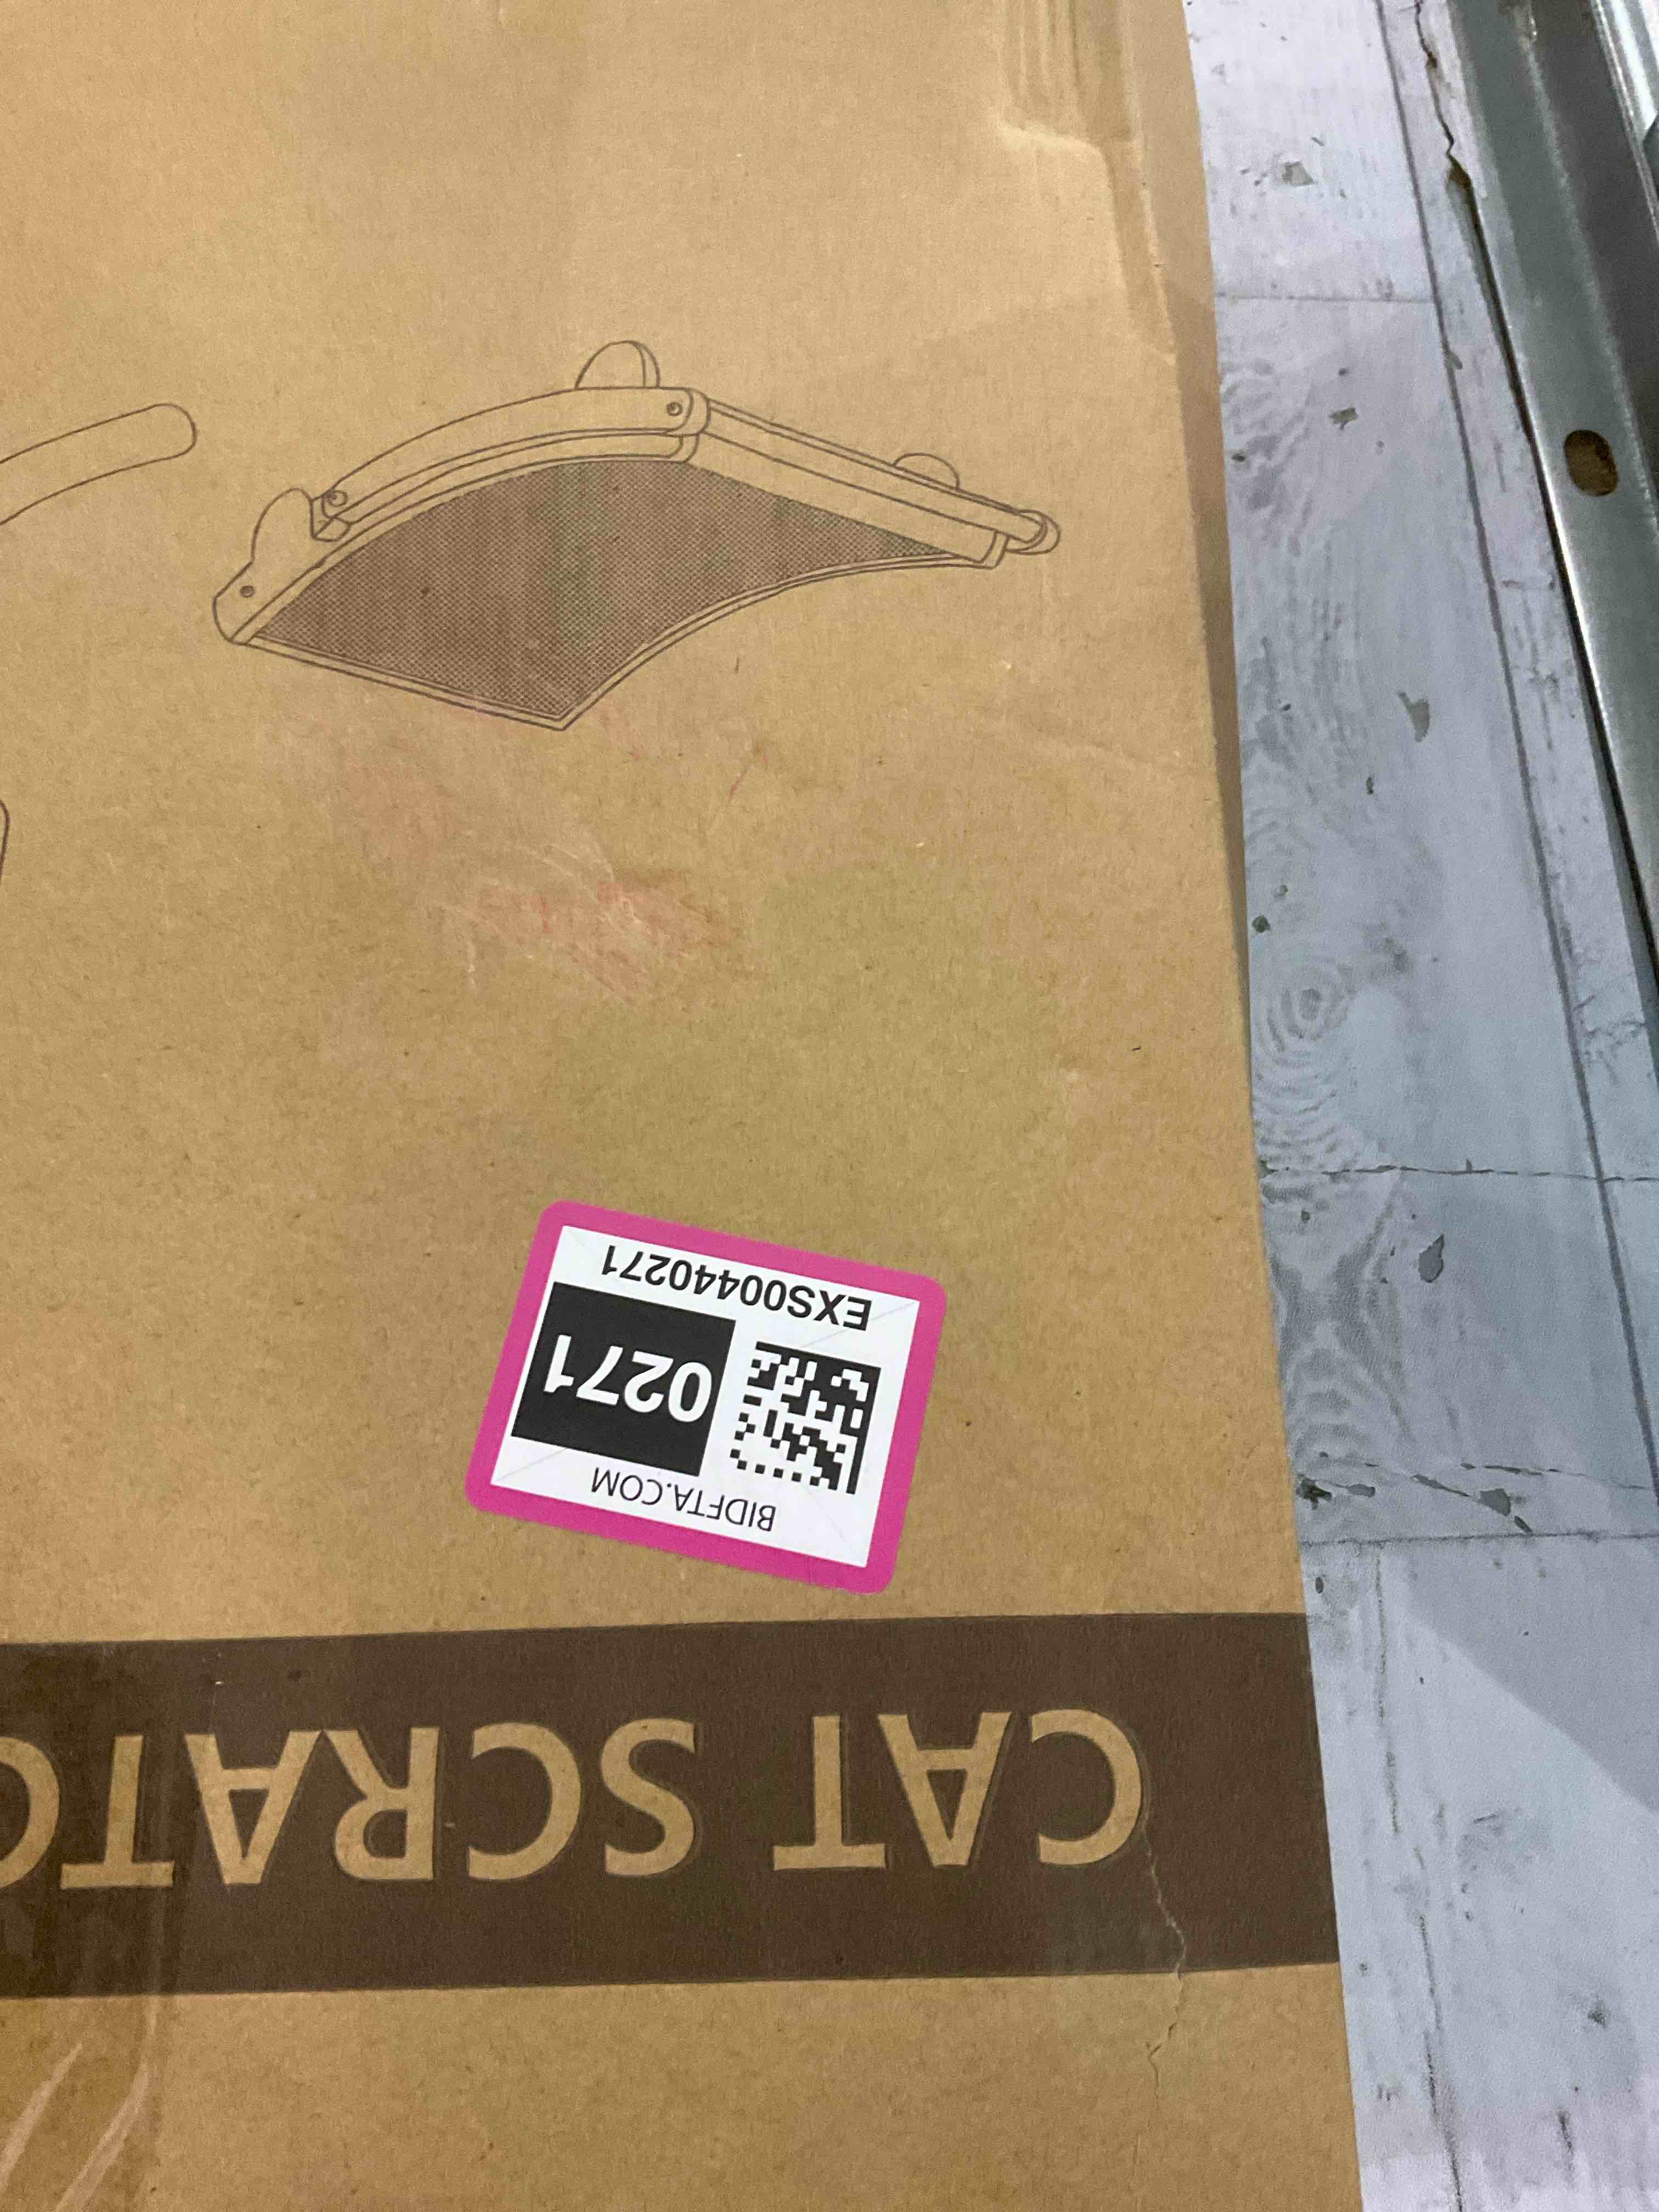 CAT SCRATC
BIDFTA.COM
0271
EXS00440271